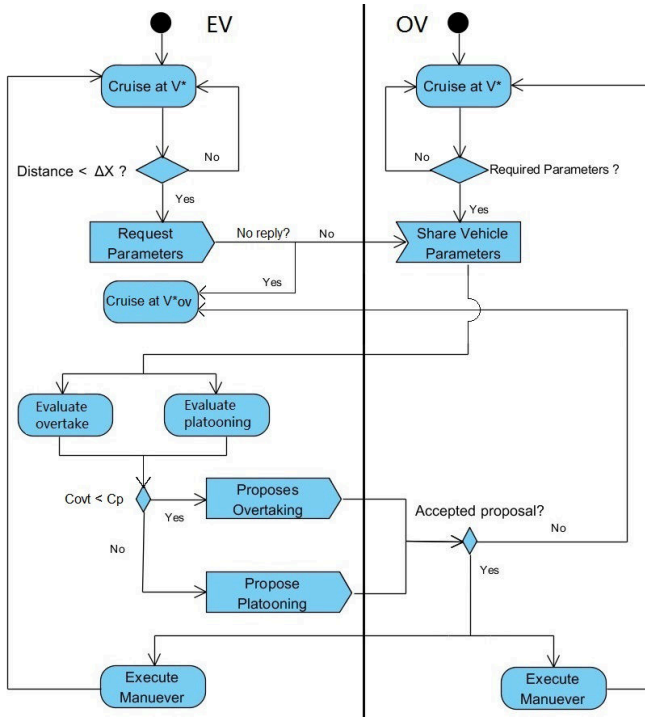 EV
OV
Cruise at V*
Cruise at V*
No
No
Distance < ΔX ?
Required Parameters ?
Yes
Yes
Request
Parameters
No reply?
No
Share Vehicle
Parameters
Yes
Cruise at V*ov
Evaluate
overtake
Evaluate
platooning
Covt < Cp
Yes
Proposes
Overtaking
Accepted proposal?
No
No
Yes
Propose
Platooning
Execute
Manuever
Execute
Manuever